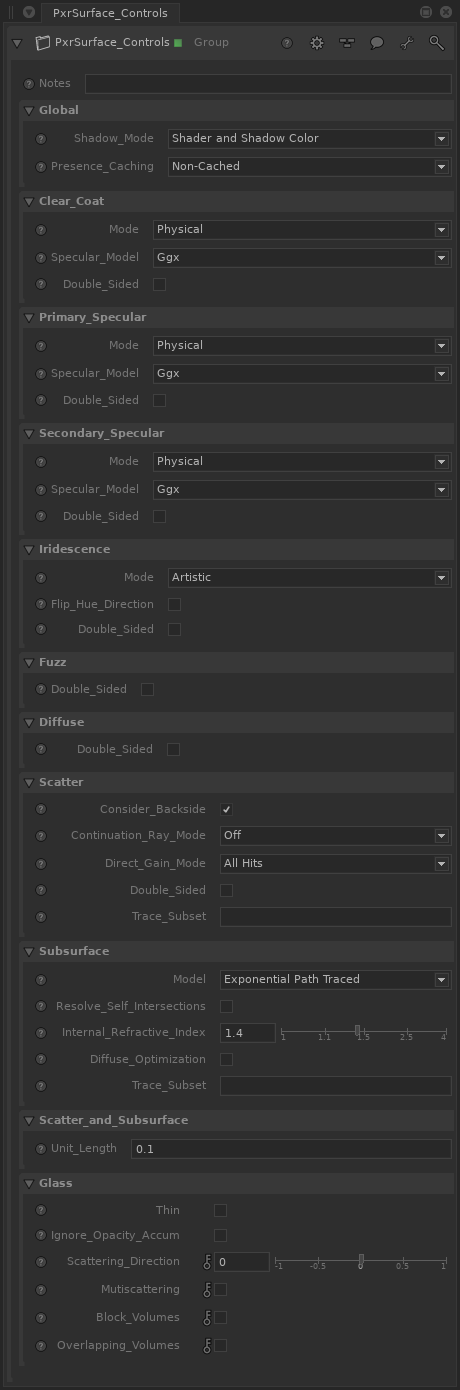 PxrSurface_Controls
PxrSurface_Controls Group
Notes
Global
Shadow_Mode Shader and Shadow Color
Presence_Caching Non-Cached
Clear_Coat
Mode Physical
Specular_Model Ggx
Double_Sided
Primary_Specular
Mode Physical
Specular_Model Ggx
Double_Sided
Secondary_Specular
Mode Physical
Specular_Model Ggx
Double_Sided
Iridescence
Mode Artistic
Flip_Hue_Direction
Double_Sided
Fuzz
Double_Sided
Diffuse
Double_Sided
Scatter
Consider_Backside
Continuation_Ray_Mode Off
Direct_Gain_Mode All Hits
Double_Sided
Trace_Subset
Subsurface
Model Exponential Path Traced
Resolve_Self_Intersections
Internal_Refractive_Index 1.4 1 1.1 1.5 2.5 4
Diffuse_Optimization
Trace_Subset
Scatter_and_Subsurface
Unit_Length 0.1
Glass
Thin
Ignore_Opacity_Accum
Scattering_Direction 0 -1 -0.5 0 0.5 1
Mutiscattering
Block_Volumes
Overlapping_Volumes